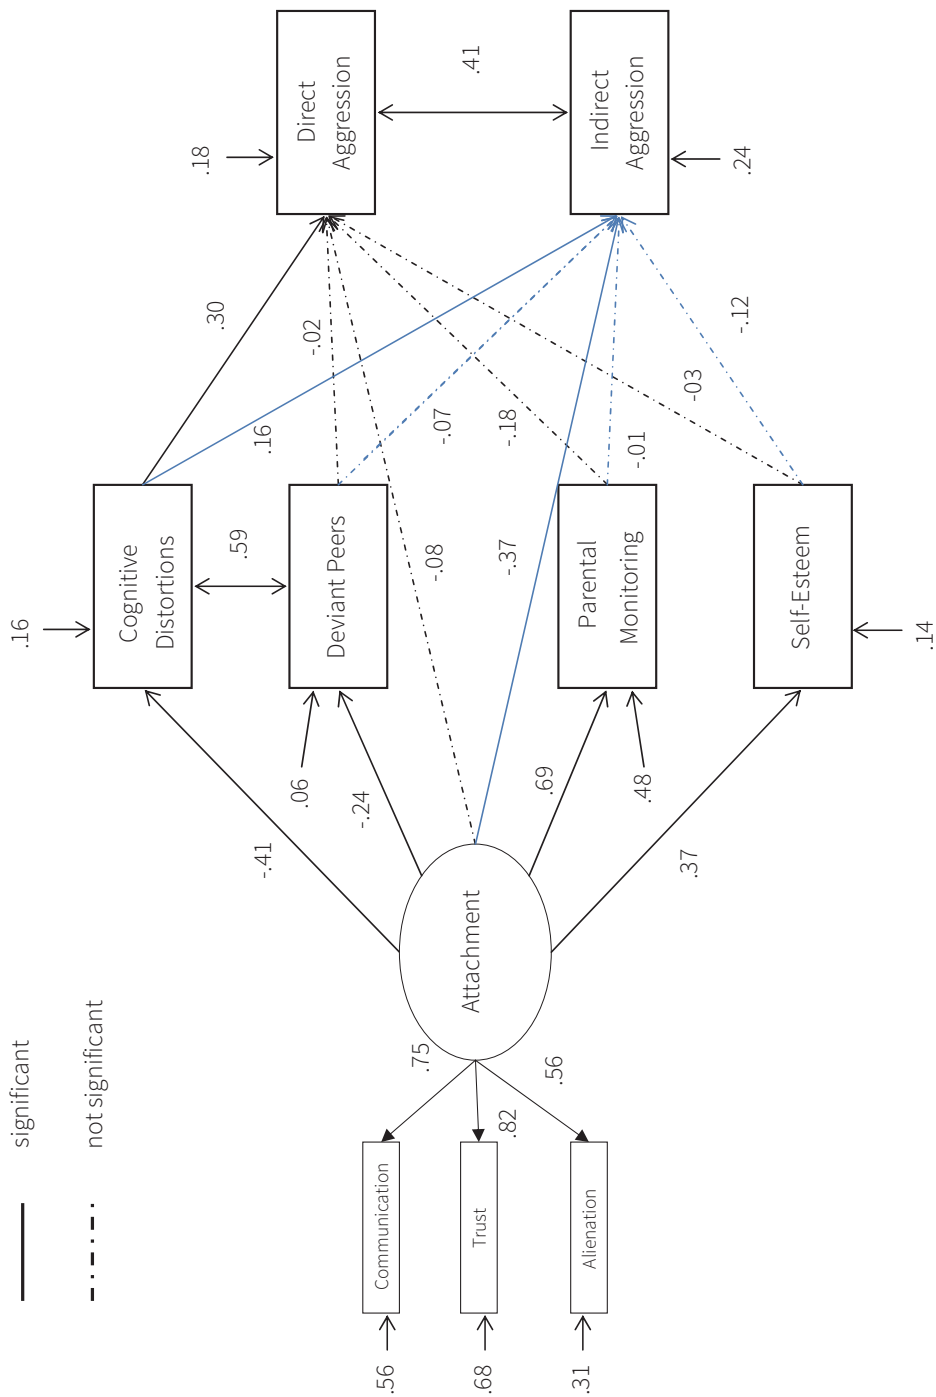 significant
not significant
.56
Communication
.68
Trust
.31
Alienation
.75
.82
.56
Attachment
-.41
-.24
.69
.37
.16
Cognitive
Distortions
.59
.06
Deviant Peers
.48
Parental
Monitoring
.14
Self-Esteem
.30
.16
-.02
-.07
-.08
-.18
-.37
-.01
-03
-.12
.18
Direct
Aggression
.41
Indirect
Aggression
.24